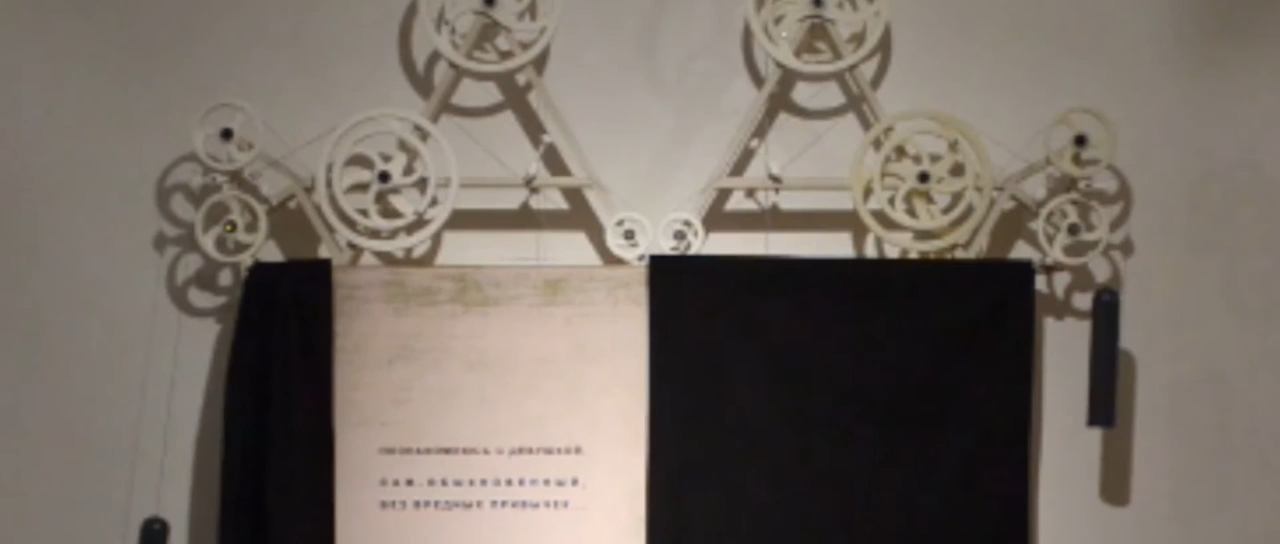 ПОЗНАКОМЛЮСЬ С ДЕВУШКОЙ.
САМ-ОБЫКНОВЕННЫЙ,
БЕЗ ВРЕДНЫХ ПРИВЫЧЕК...